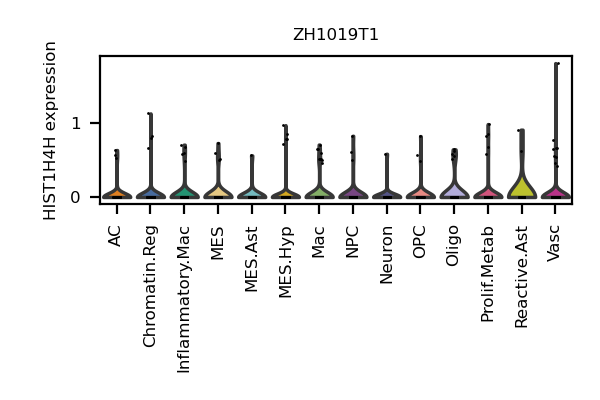 ZH1019T1
HIST1H4H expression
1
0
AC
Chromatin.Reg
Inflammatory.Mac
MES
MES.Ast
MES.Hyp
Mac
NPC
Neuron
OPC
Oligo
Prolif.Metab
Reactive.Ast
Vasc